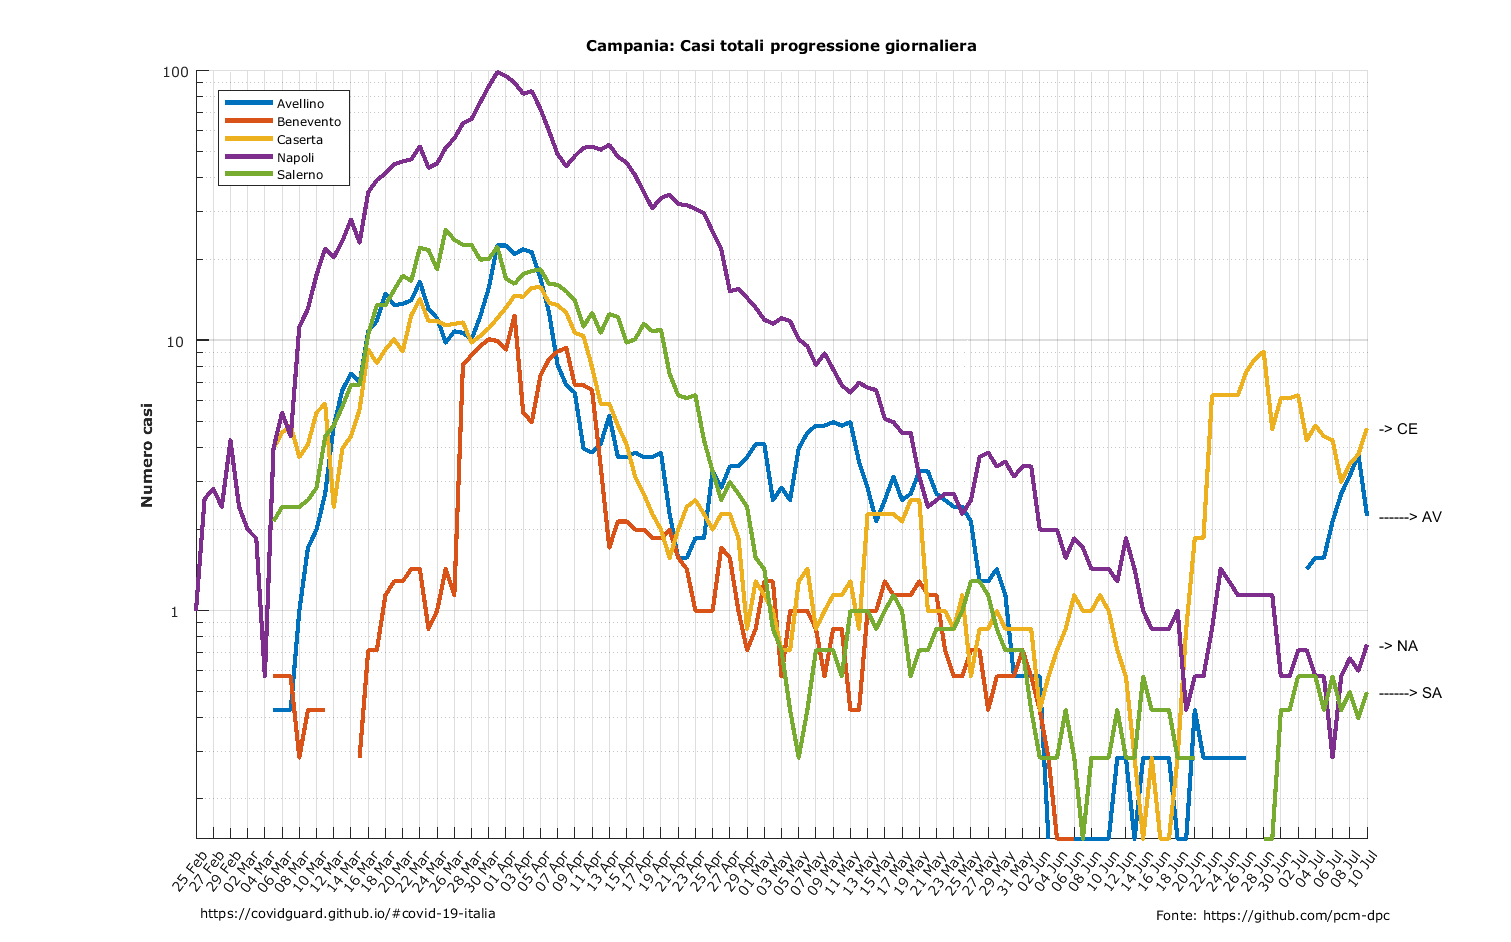 Campania: Casi totali progressione giornaliera
100
10
1
Numero casi
Avellino
Benevento
Caserta
Napoli
Salerno
-> CE
------> AV
-> NA
------> SA
25 Feb
27 Feb
29 Feb
02 Mar
04 Mar
06 Mar
08 Mar
10 Mar
12 Mar
14 Mar
16 Mar
18 Mar
20 Mar
22 Mar
24 Mar
26 Mar
28 Mar
30 Mar
01 Apr
03 Apr
05 Apr
07 Apr
09 Apr
11 Apr
13 Apr
15 Apr
17 Apr
19 Apr
21 Apr
23 Apr
25 Apr
27 Apr
29 Apr
01 May
03 May
05 May
07 May
09 May
11 May
13 May
15 May
17 May
19 May
21 May
23 May
25 May
27 May
29 May
31 May
02 Jun
04 Jun
06 Jun
08 Jun
10 Jun
12 Jun
14 Jun
16 Jun
18 Jun
20 Jun
22 Jun
24 Jun
26 Jun
28 Jun
30 Jun
02 Jul
04 Jul
06 Jul
08 Jul
10 Jul
https://covidguard.github.io/#covid-19-italia
Fonte: https://github.com/pcm-dpc